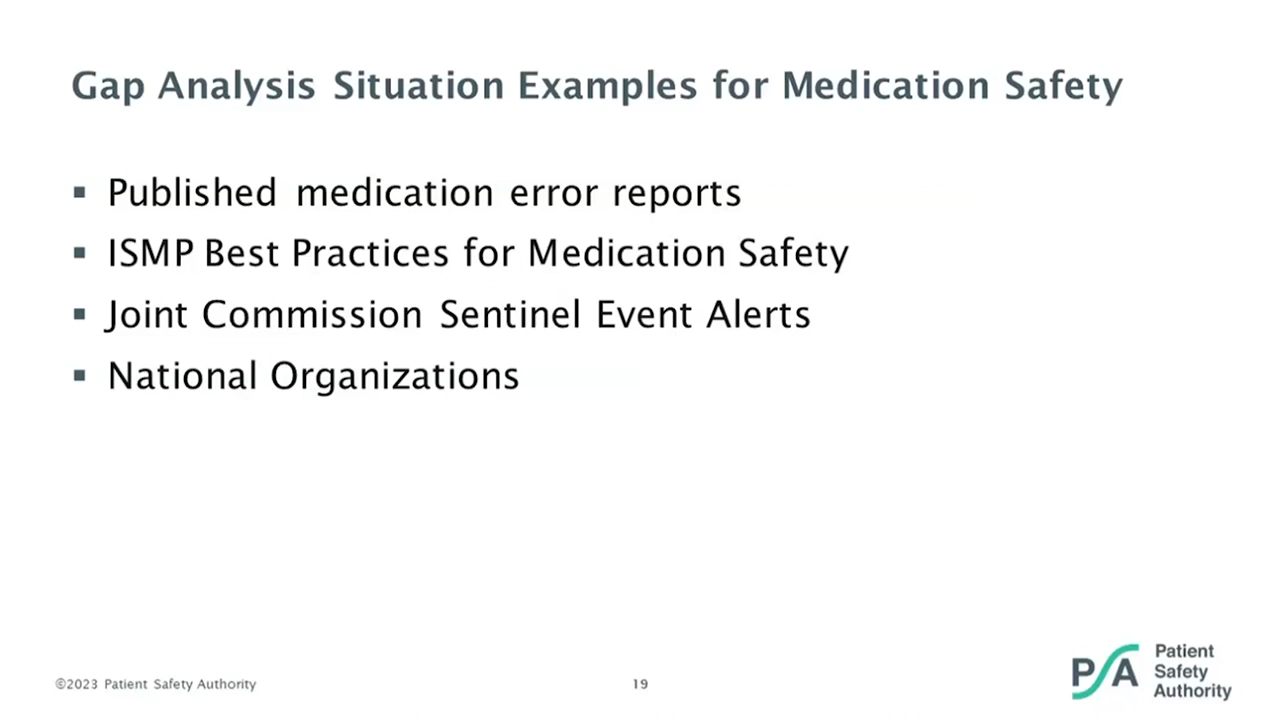 Gap Analysis Situation Examples for Medication Safety
▪ Published medication error reports
▪ ISMP Best Practices for Medication Safety
▪ Joint Commission Sentinel Event Alerts
▪ National Organizations
©2023 Patient Safety Authority
19
PSA
Patient
Safety
Authority